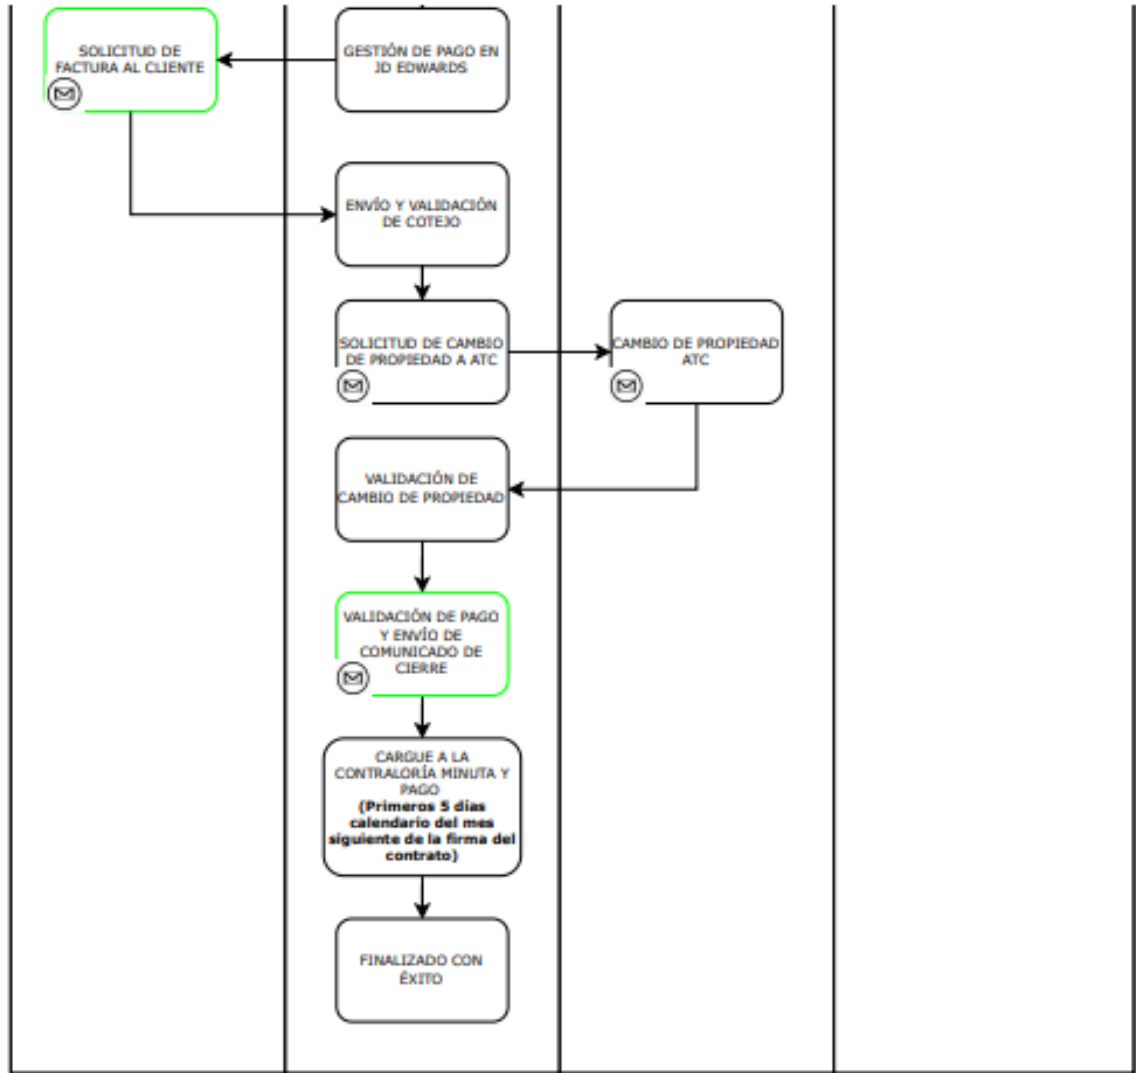 SOLICITUD DE
FACTURA AL CLIENTE
GESTIÓN DE PAGO EN
JD EDWARDS
ENVÍO Y VALIDACIÓN
DE COTEJO
SOLICITUD DE CAMBIO
DE PROPIEDAD A ATC
CAMBIO DE PROPIEDAD
ATC
VALIDACIÓN DE
CAMBIO DE PROPIEDAD
VALIDACIÓN DE PAGO
Y ENVÍO DE
COMUNICADO DE
CIERRE
CARGUE A LA
CONTRALORÍA MINUTA Y
PAGO
(Primeros 5 días
calendario del mes
siguiente de la firma del
contrato)
FINALIZADO CON
ÉXITO